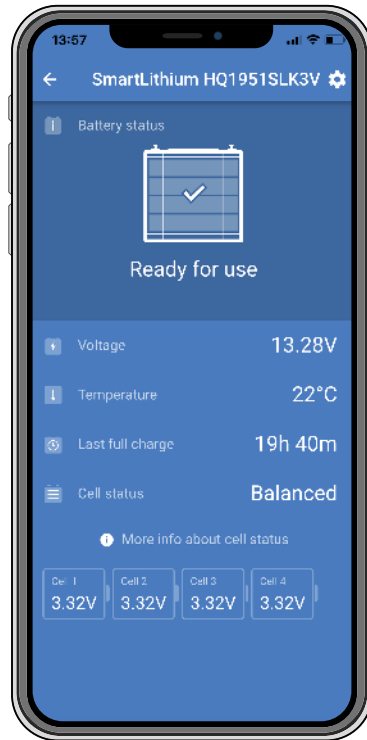 13:57
SmartLithium HQ1951SLK3V
Battery status
Ready for use
Voltage 13.28V
Temperature 22°C
Last full charge 19h 40m
Cell status Balanced
More info about cell status
Cell 1 Cell 2 Cell 3 Cell 4
3.32V 3.32V 3.32V 3.32V